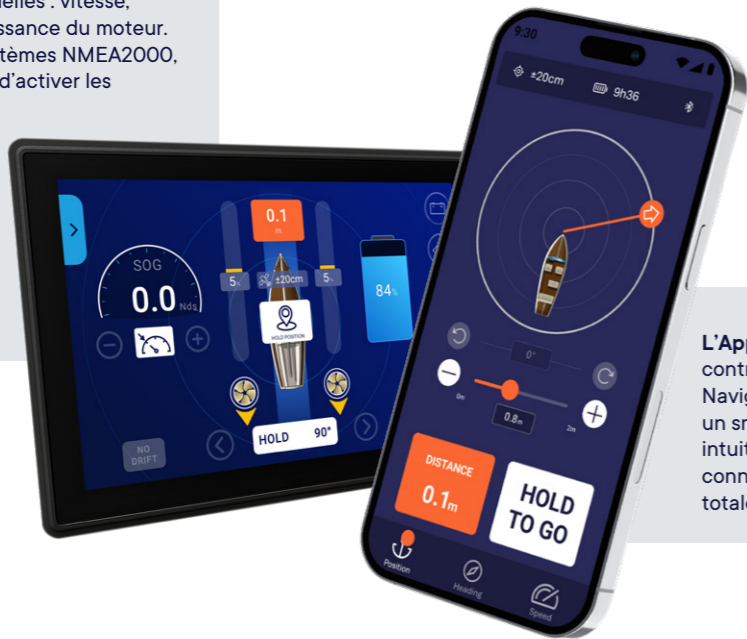 elles : vitesse,
ssance du moteur.
tèmes NMEA2000,
d'activer les
0.1
m
SOG
0.0 Nds
5
±20cm
5
84%
HOLD POSITION
HOLD 90°
NO
DRIFT
9:30
±20cm
9h36
0°
0m
0.8m
2m
DISTANCE
0.1m
HOLD
TO GO
Position
Heading
Speed
L'App
contr
Navig
un sm
intuit
conn
totale